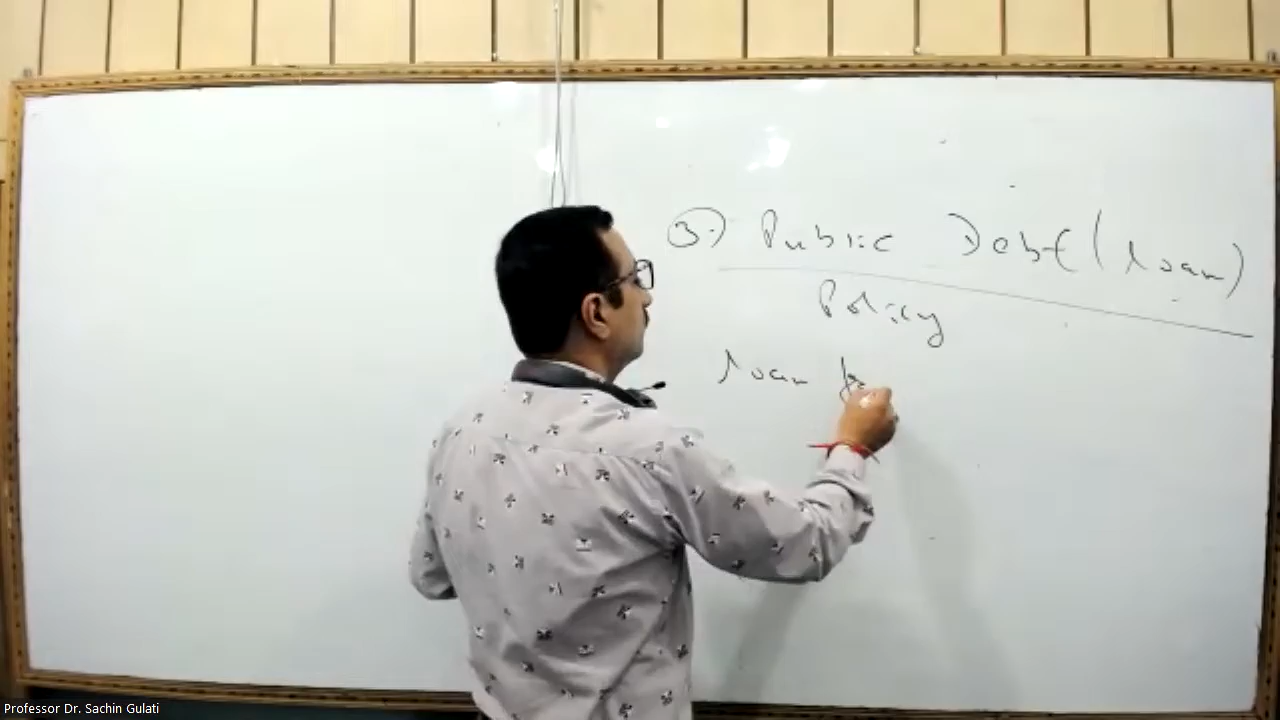 3.) Public Debt (Loan)
Policy
Loan
Professor Dr. Sachin Gulati